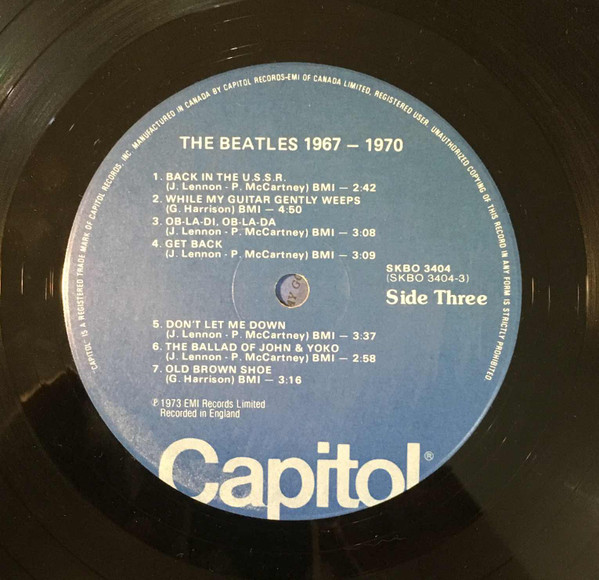 MANUFACTURED IN CANADA BY CAPITOL RECORDS-EMI OF CANADA LIMITED, REGISTERED USER. UNAUTHORIZED COPYING OF THIS RECORD IN ANY FORM IS STRICTLY PROHIBITED.
'CAPITOL' IS A REGISTERED TRADE MARK OF CAPITOL RECORDS, INC.
THE BEATLES 1967 – 1970
1. BACK IN THE U.S.S.R.
(J. Lennon - P. McCartney) BMI – 2:42
2. WHILE MY GUITAR GENTLY WEEPS
(G. Harrison) BMI – 4:50
3. OB-LA-DI, OB-LA-DA
(J. Lennon - P. McCartney) BMI – 3:08
4. GET BACK
(J. Lennon - P. McCartney) BMI – 3:09
SKBO 3404
(SKBO 3404-3)
Side Three
5. DON'T LET ME DOWN
(J. Lennon - P. McCartney) BMI – 3:37
6. THE BALLAD OF JOHN & YOKO
(J. Lennon - P. McCartney) BMI – 2:58
7. OLD BROWN SHOE
(G. Harrison) BMI – 3:16
℗ 1973 EMI Records Limited
Recorded in England
Capitol®